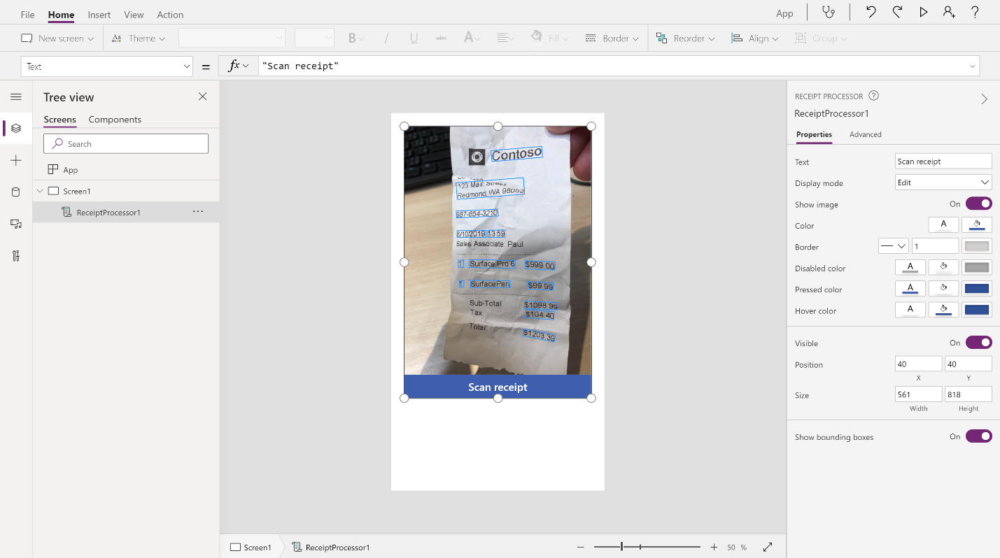 File Home Insert View Action App
New screen Theme B / U abc A Fill Border Reorder Align Group
Text = fx "Scan receipt"
Tree view
Screens Components
Search
App
Screen1
ReceiptProcessor1 ...
Contoso
123 Main Street
Redmond, WA 98052
987-654-3210
6/10/2019 13:59
Sales Associate: Paul
1 Surface Pro 6 $999.00
1 SurfacePen $99.99
Sub-Total $1098.99
Tax $104.40
Total $1203.39
Scan receipt
RECEIPT PROCESSOR ?
ReceiptProcessor1
Properties Advanced
Text Scan receipt
Display mode Edit
Show image On
Color A
Border 1
Disabled color A
Pressed color A
Hover color A
Visible On
Position 40 40
X Y
Size 561 818
Width Height
Show bounding boxes On
Screen1 ReceiptProcessor1 50 %